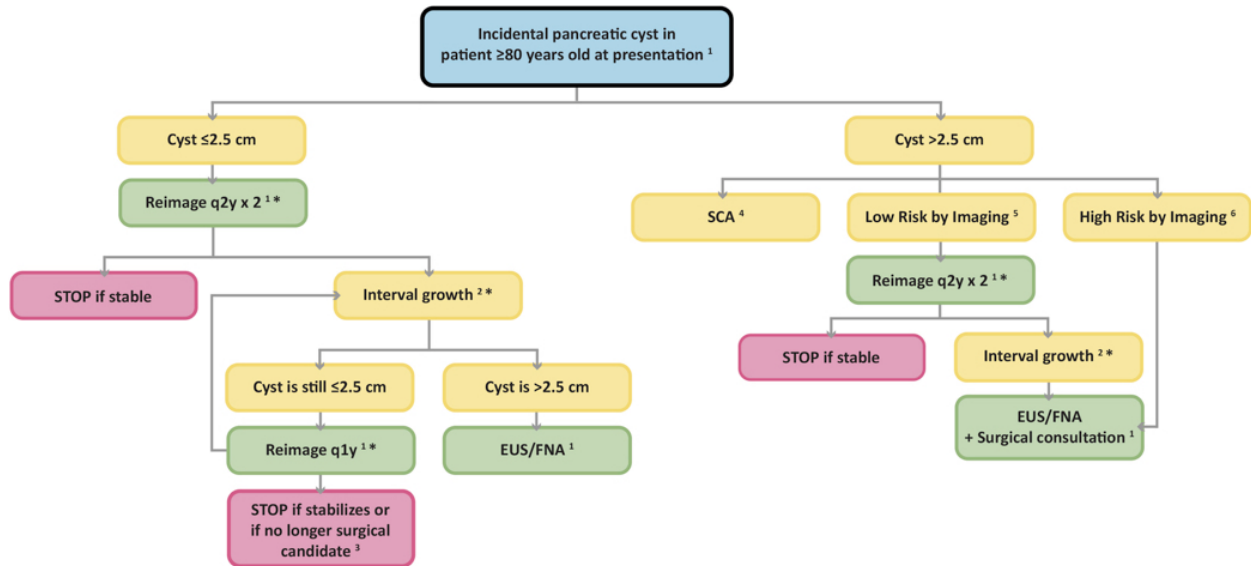 Incidental pancreatic cyst in
patient ≥80 years old at presentation ¹
Cyst ≤2.5 cm
Cyst >2.5 cm
Reimage q2y x 2 ¹ *
SCA ⁴
Low Risk by Imaging ⁵
High Risk by Imaging ⁶
STOP if stable
Interval growth ² *
Reimage q2y x 2 ¹ *
STOP if stable
Interval growth ² *
Cyst is still ≤2.5 cm
Cyst is >2.5 cm
Reimage q1y ¹ *
EUS/FNA ¹
EUS/FNA
+ Surgical consultation ¹
STOP if stabilizes or
if no longer surgical
candidate ³